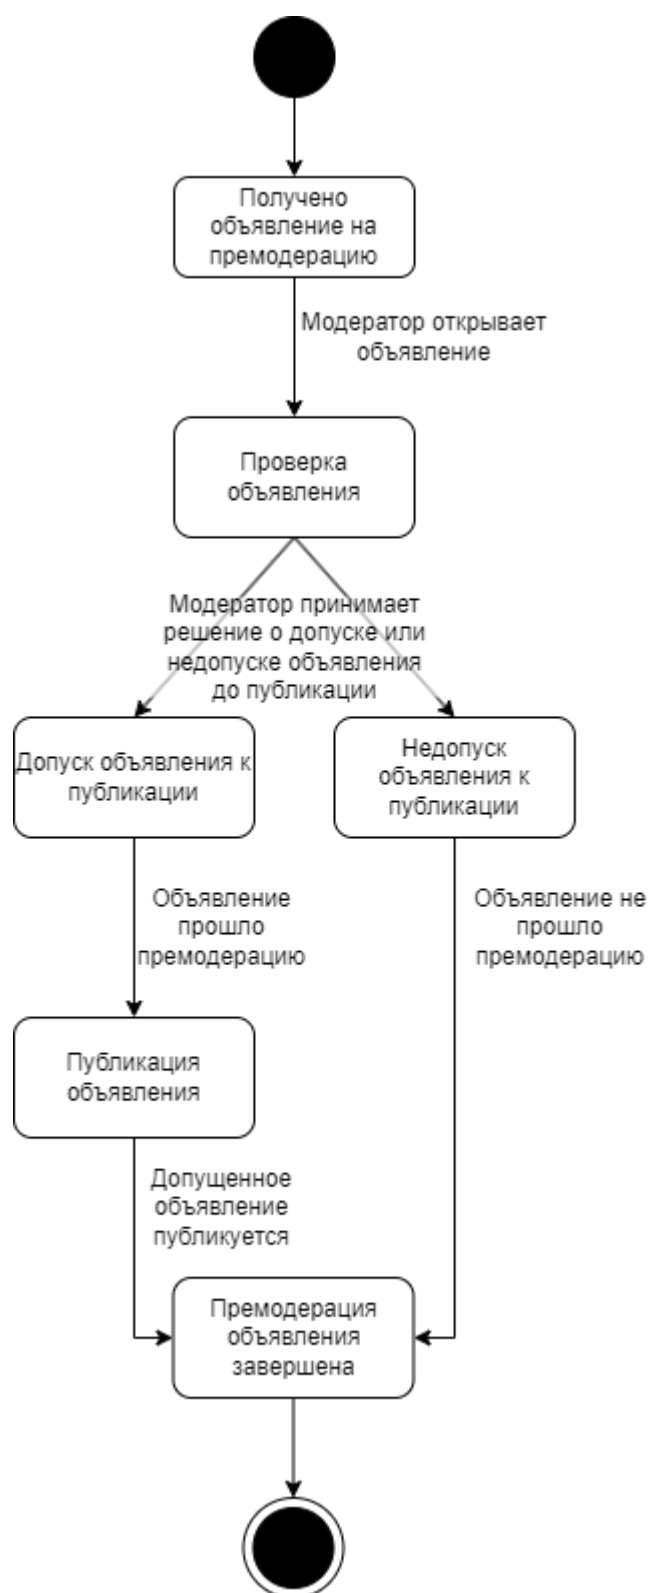 Получено
объявление на
премодерацию
Модератор открывает
объявление
Проверка
объявления
Модератор принимает
решение о допуске или
недопуске объявления
до публикации
Допуск объявления к
публикации
Недопуск
объявления к
публикации
Объявление
прошло
премодерацию
Объявление не
прошло
премодерацию
Публикация
объявления
Допущенное
объявление
публикуется
Премодерация
объявления
завершена